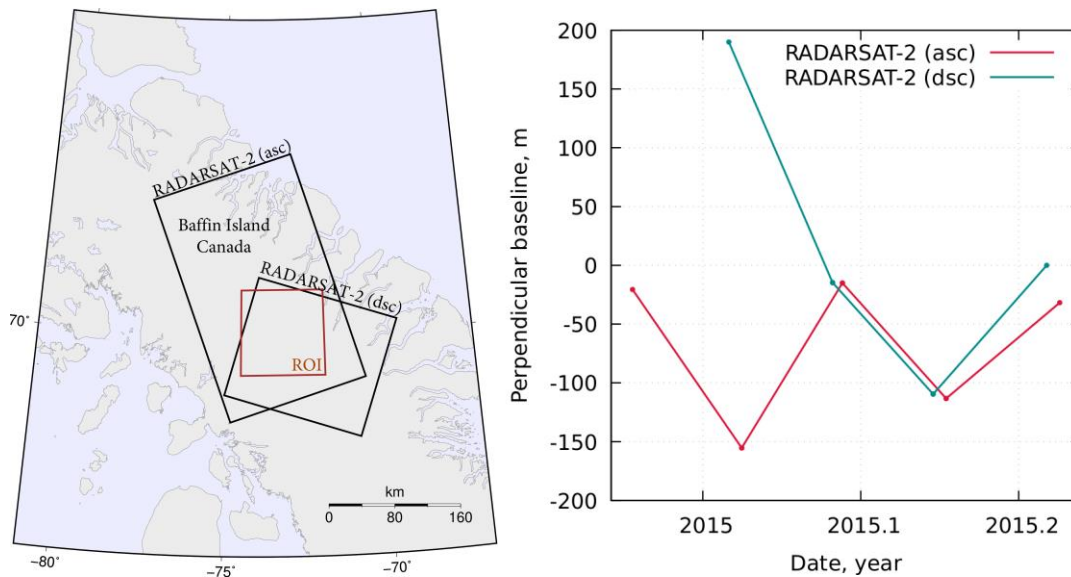 RADARSAT-2 (asc)
Baffin Island
Canada
RADARSAT-2 (dsc)
70°
ROI
km
0 80 160
−80°
−75°
−70°
200
RADARSAT-2 (asc)
RADARSAT-2 (dsc)
150
100
50
0
-50
-100
-150
-200
Perpendicular baseline, m
2015 2015.1 2015.2
Date, year